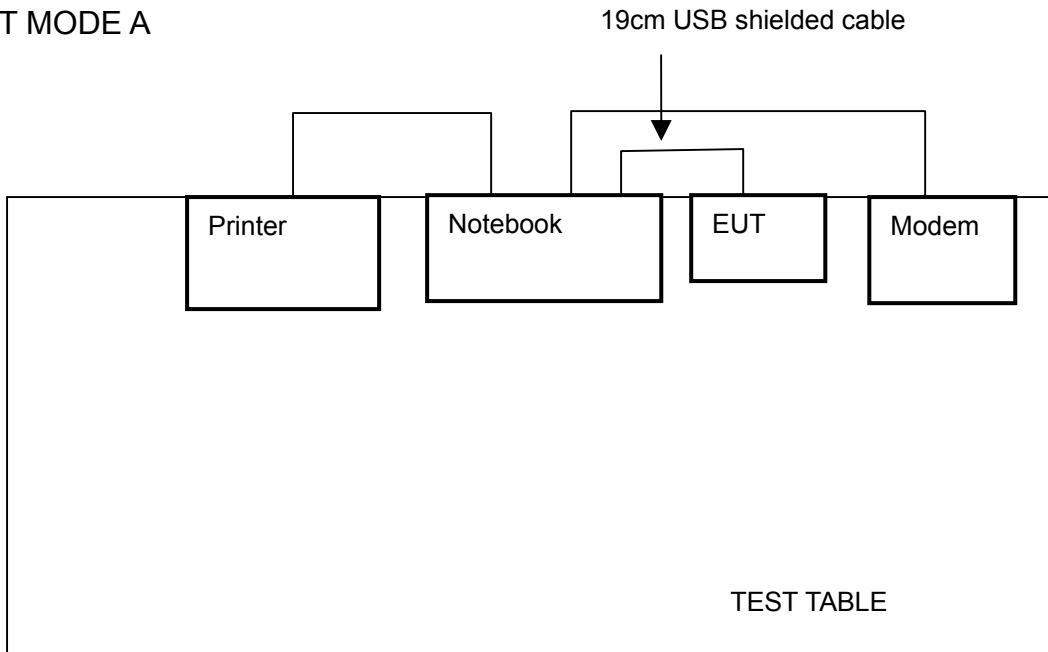 T MODE A
19cm USB shielded cable
Printer
Notebook
EUT
Modem
TEST TABLE